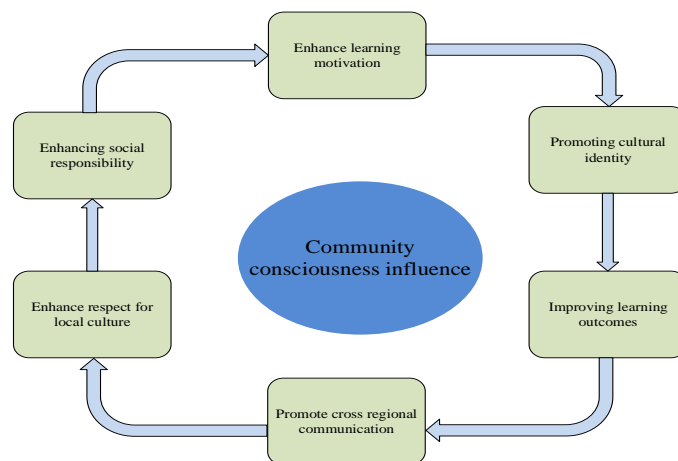 Enhance learning
motivation
Promoting cultural
identity
Improving learning
outcomes
Promote cross regional
communication
Enhance respect for
local culture
Enhancing social
responsibility
Community
consciousness influence